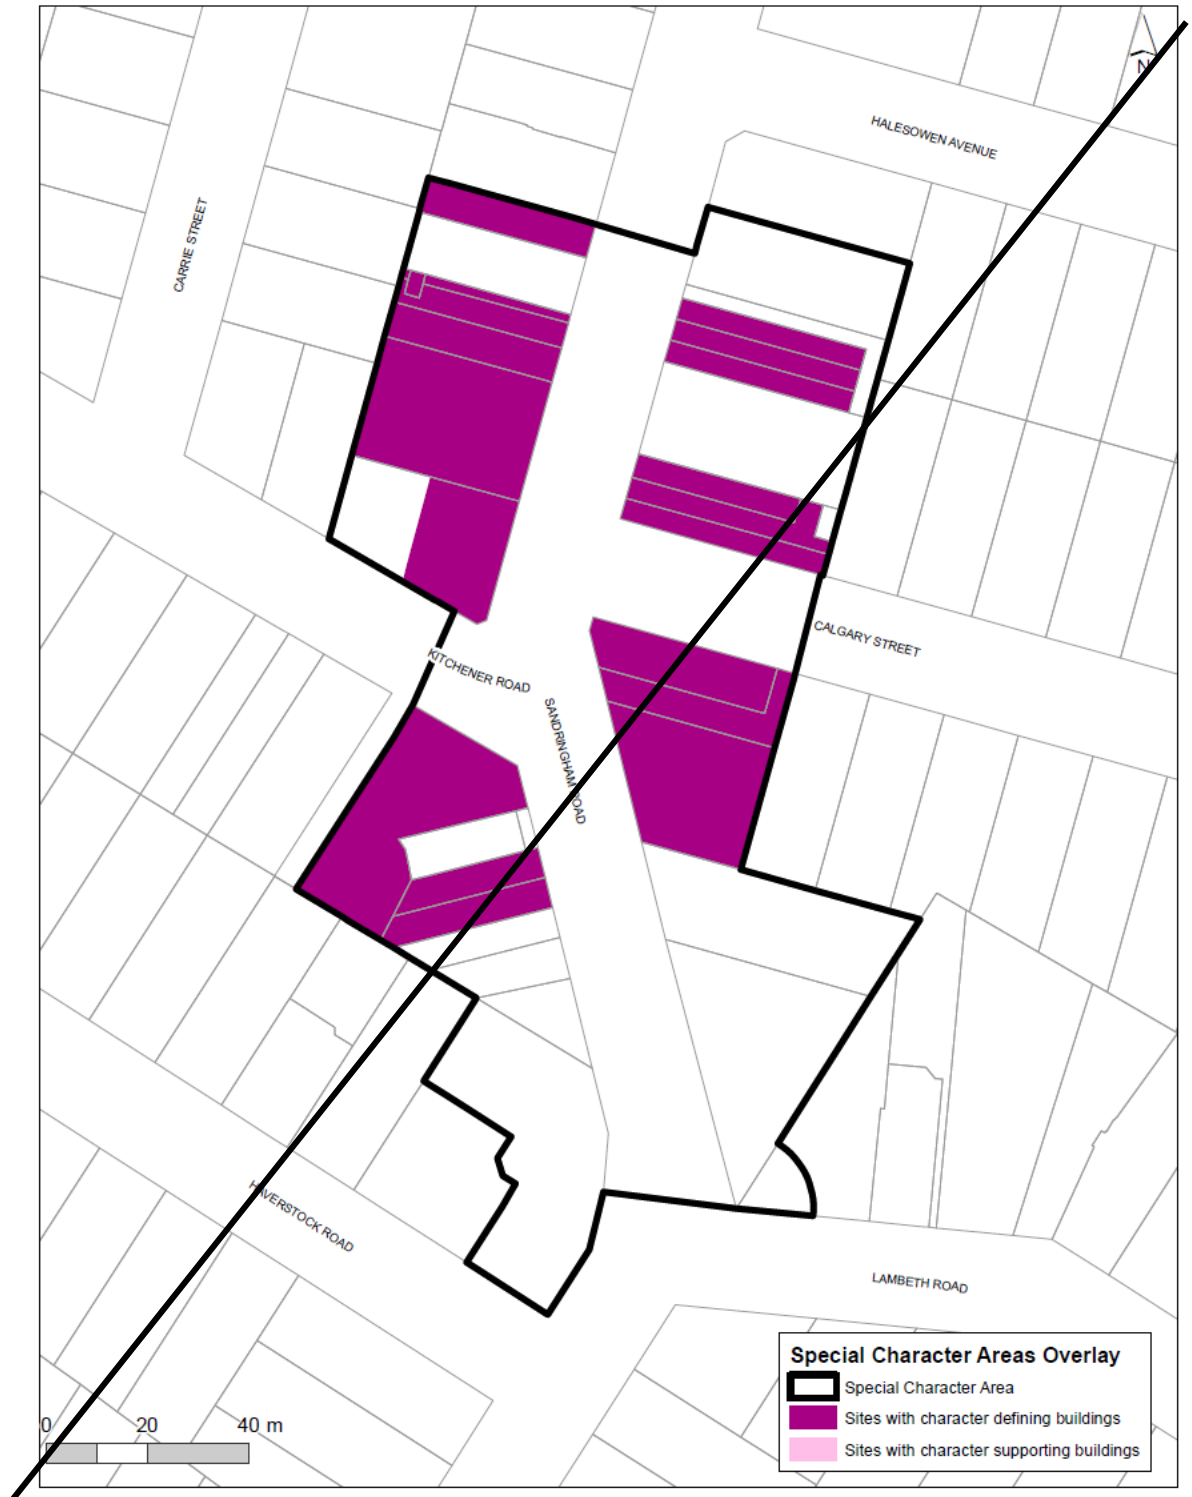 N
HALESOWEN AVENUE
CARRIE STREET
CALGARY STREET
KITCHENER ROAD
SANDRINGHAM ROAD
HAVERSTOCK ROAD
LAMBETH ROAD
Special Character Areas Overlay
Special Character Area
Sites with character defining buildings
Sites with character supporting buildings
0 20 40 m